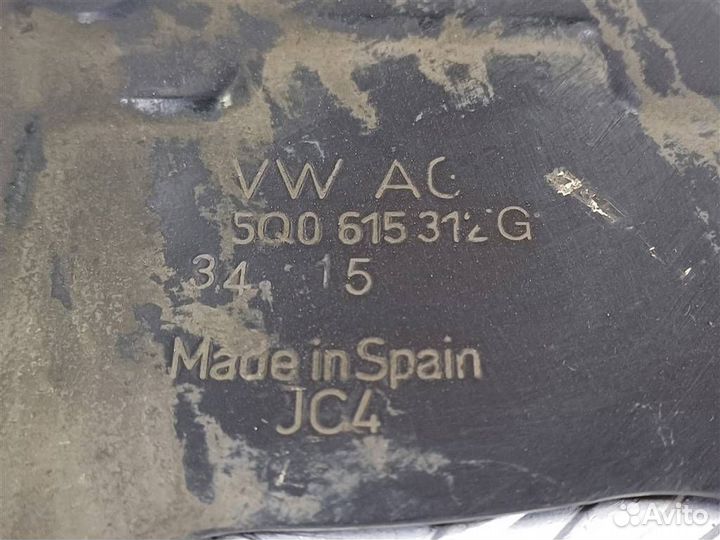 VW AG
5Q0 615 312 G
34. 15
Made in Spain
JC4
Avito